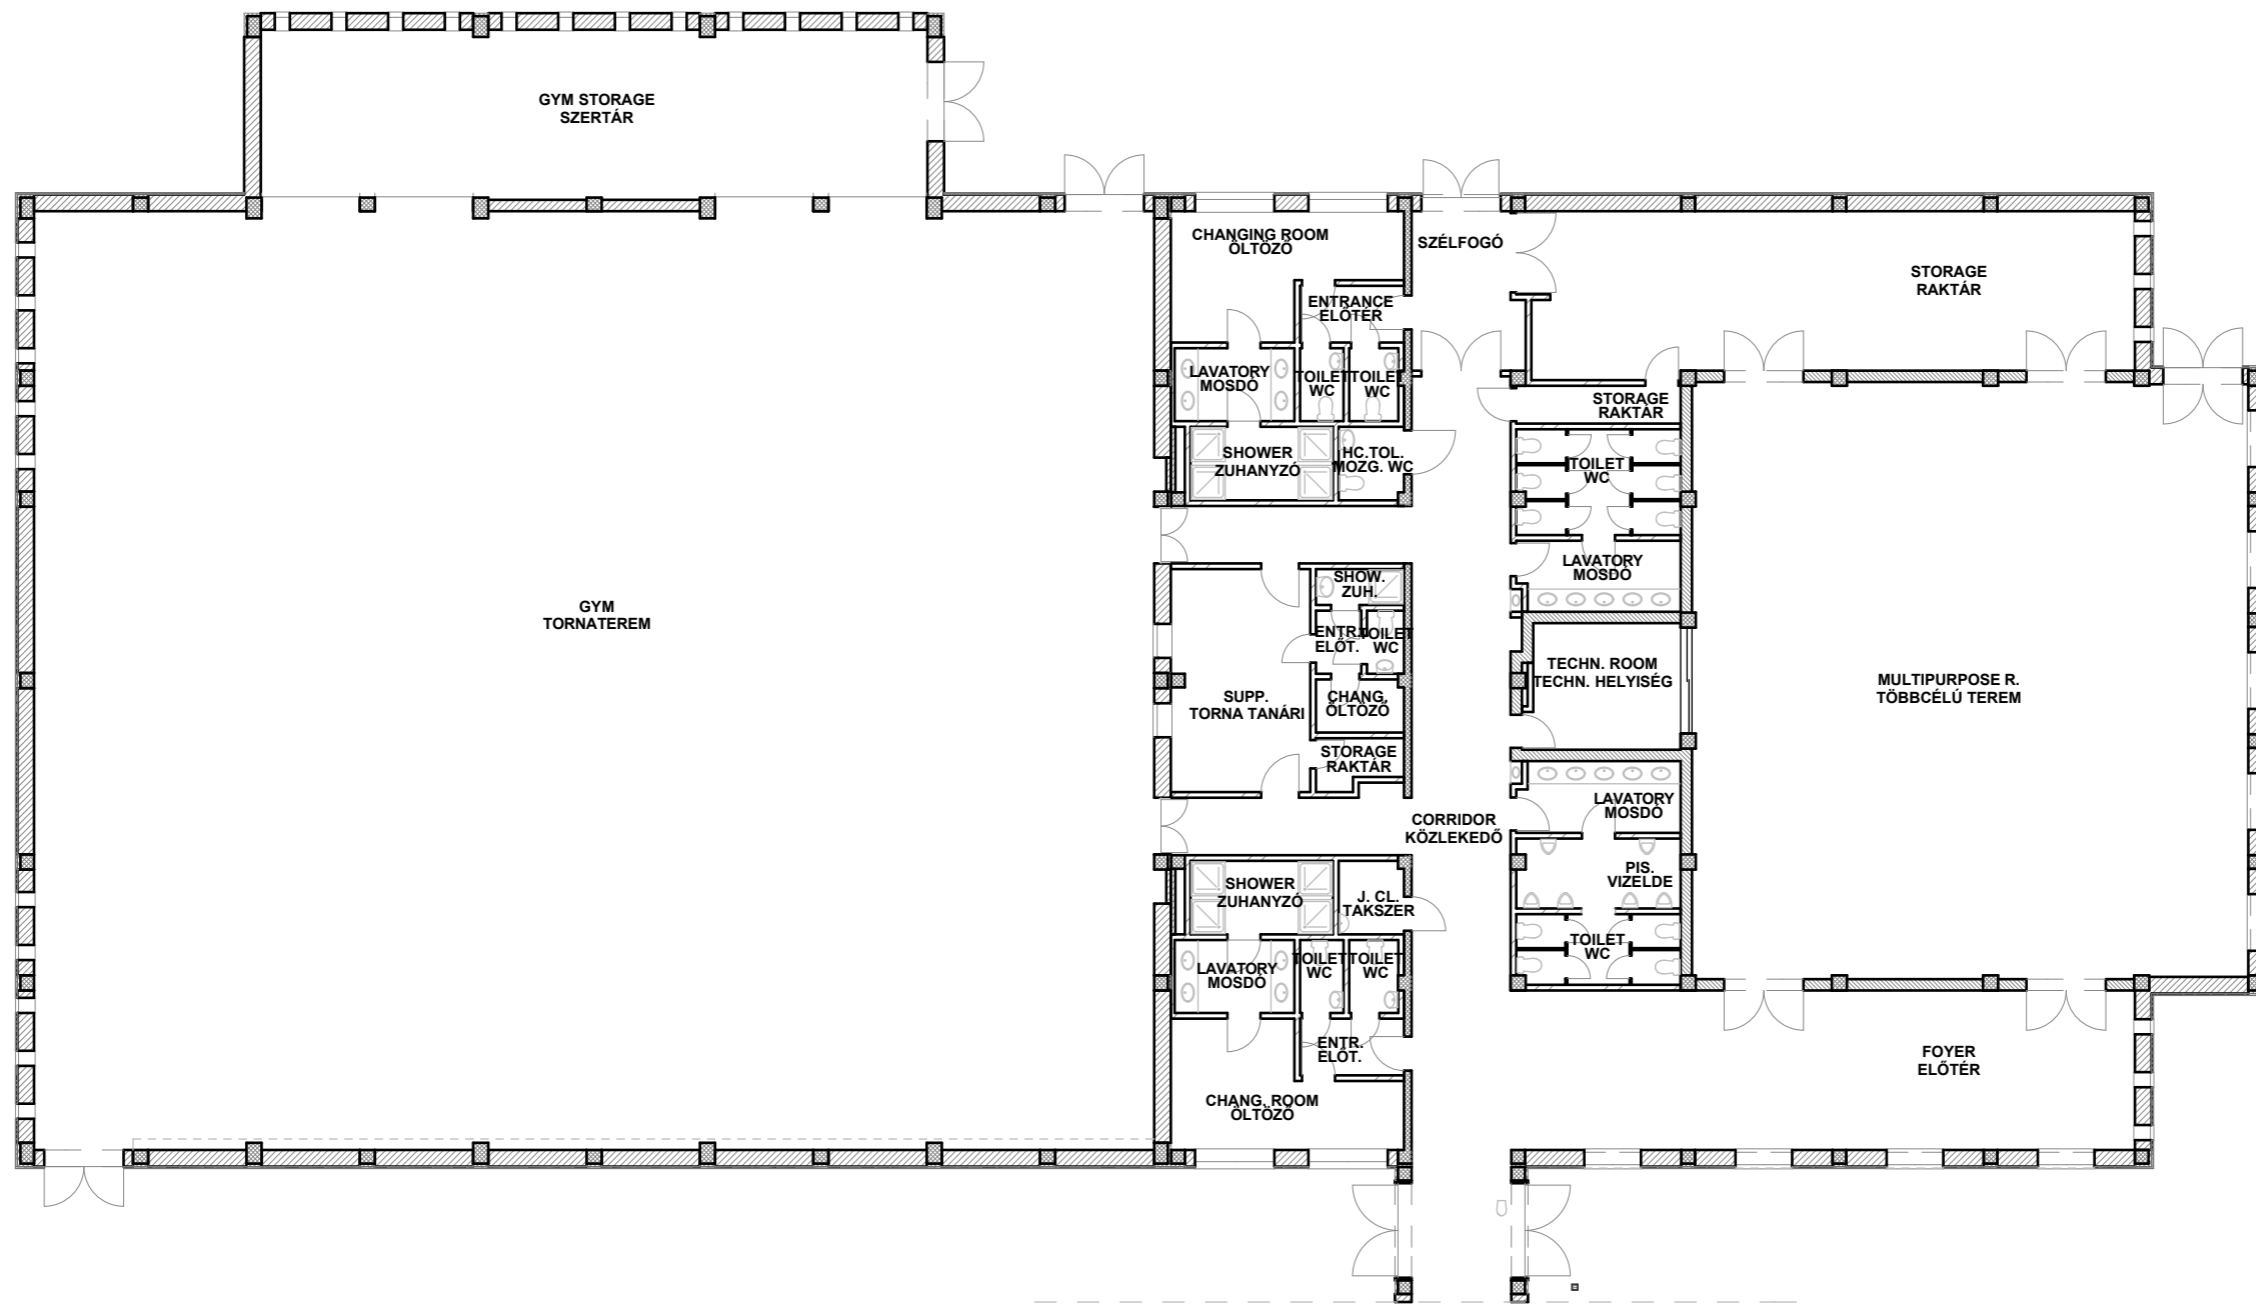 GYM STORAGE
SZERTÁR
CHANGING ROOM
ÖLTÖZŐ
SZÉLFOGÓ
STORAGE
RAKTÁR
ENTRANCE
ELŐTÉR
LAVATORY
MOSDÓ
TOILET
WC
TOILET
WC
STORAGE
RAKTÁR
SHOWER
ZUHANYZÓ
HC.TOL.
MOZG. WC
TOILET
WC
LAVATORY
MOSDÓ
SHOW.
ZUH.
GYM
TORNATEREM
ENTR.
ELŐT.
TOILET
WC
TECHN. ROOM
TECHN. HELYISÉG
SUPP.
TORNA TANÁRI
CHANG.
ÖLTÖZŐ
MULTIPURPOSE R.
TÖBBCÉLÚ TEREM
STORAGE
RAKTÁR
LAVATORY
MOSDÓ
CORRIDOR
KÖZLEKEDŐ
PIS.
VIZELDE
SHOWER
ZUHANYZÓ
J. CL.
TAKSZER
TOILET
WC
LAVATORY
MOSDÓ
TOILET
WC
TOILET
WC
ENTR.
ELŐT.
FOYER
ELŐTÉR
CHANG. ROOM
ÖLTÖZŐ